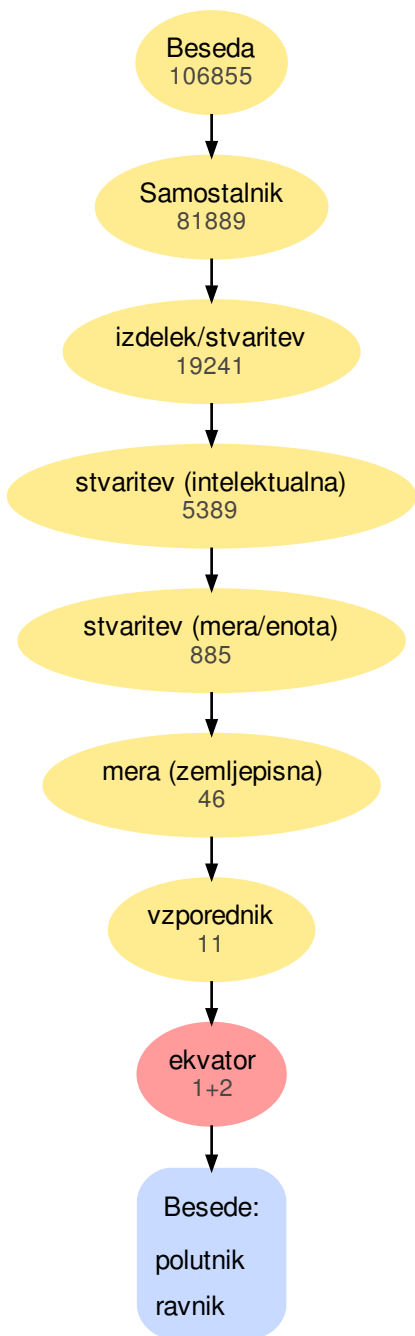 Beseda
106855
Samostalnik
81889
izdelek/stvaritev
19241
stvaritev (intelektualna)
5389
stvaritev (mera/enota)
885
mera (zemljepisna)
46
vzporednik
11
ekvator
1+2
Besede:
polutnik
ravnik